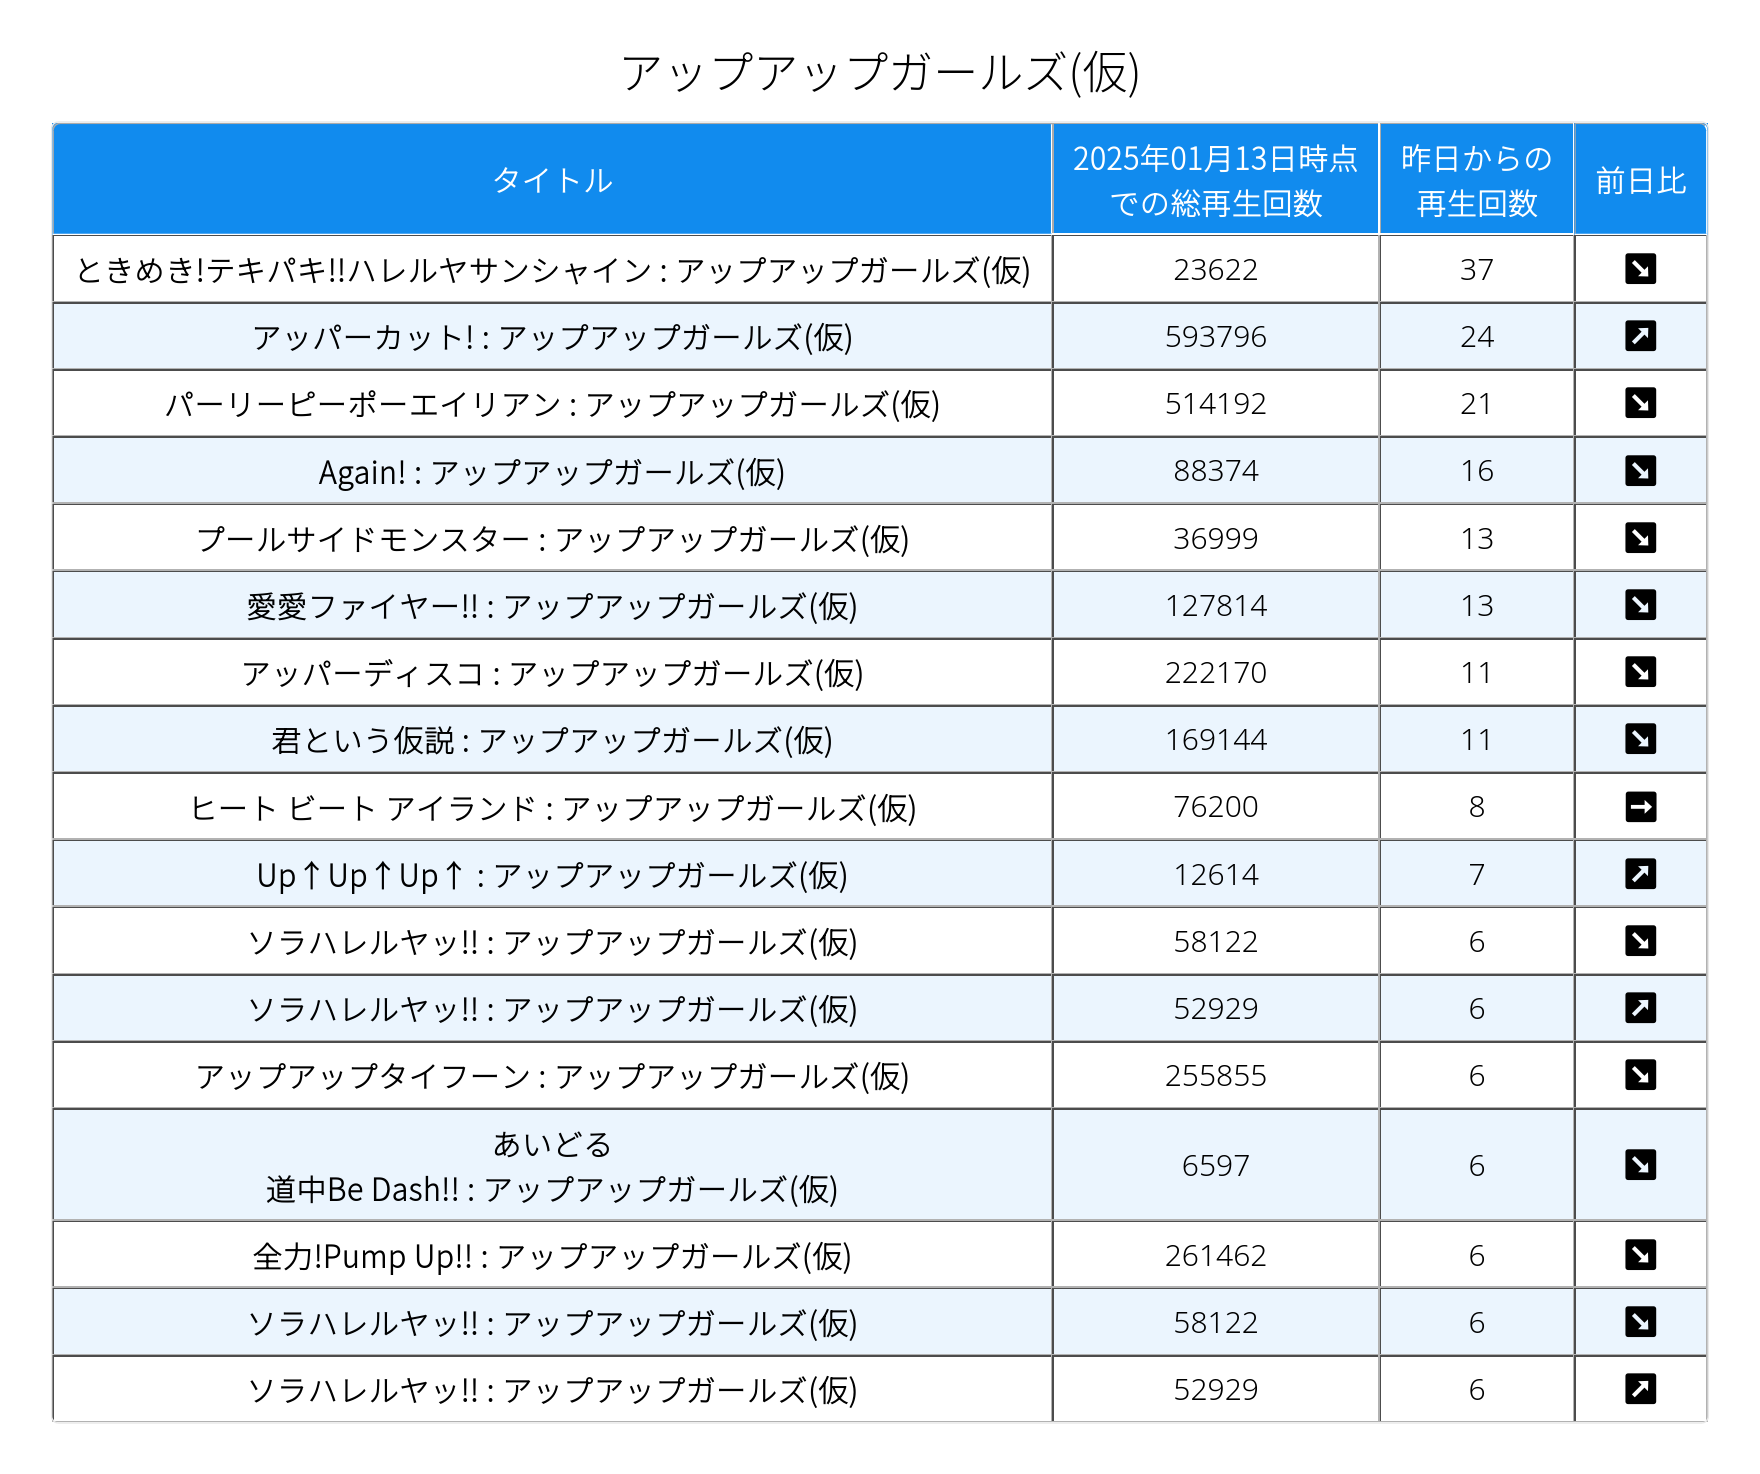 アップアップガールズ(仮)
タイトル 2025年01月13日時点での総再生回数 昨日からの再生回数 前日比
ときめき!テキパキ!!ハレルヤサンシャイン : アップアップガールズ(仮) 23622 37 ↘
アッパーカット! : アップアップガールズ(仮) 593796 24 ↗
パーリーピーポーエイリアン : アップアップガールズ(仮) 514192 21 ↘
Again! : アップアップガールズ(仮) 88374 16 ↘
プールサイドモンスター : アップアップガールズ(仮) 36999 13 ↘
愛愛ファイヤー!! : アップアップガールズ(仮) 127814 13 ↘
アッパーディスコ : アップアップガールズ(仮) 222170 11 ↘
君という仮説 : アップアップガールズ(仮) 169144 11 ↘
ヒート ビート アイランド : アップアップガールズ(仮) 76200 8 →
Up↑Up↑Up↑ : アップアップガールズ(仮) 12614 7 ↗
ソラハレルヤッ!! : アップアップガールズ(仮) 58122 6 ↘
ソラハレルヤッ!! : アップアップガールズ(仮) 52929 6 ↗
アップアップタイフーン : アップアップガールズ(仮) 255855 6 ↘
あいどる
道中Be Dash!! : アップアップガールズ(仮) 6597 6 ↘
全力!Pump Up!! : アップアップガールズ(仮) 261462 6 ↘
ソラハレルヤッ!! : アップアップガールズ(仮) 58122 6 ↘
ソラハレルヤッ!! : アップアップガールズ(仮) 52929 6 ↗